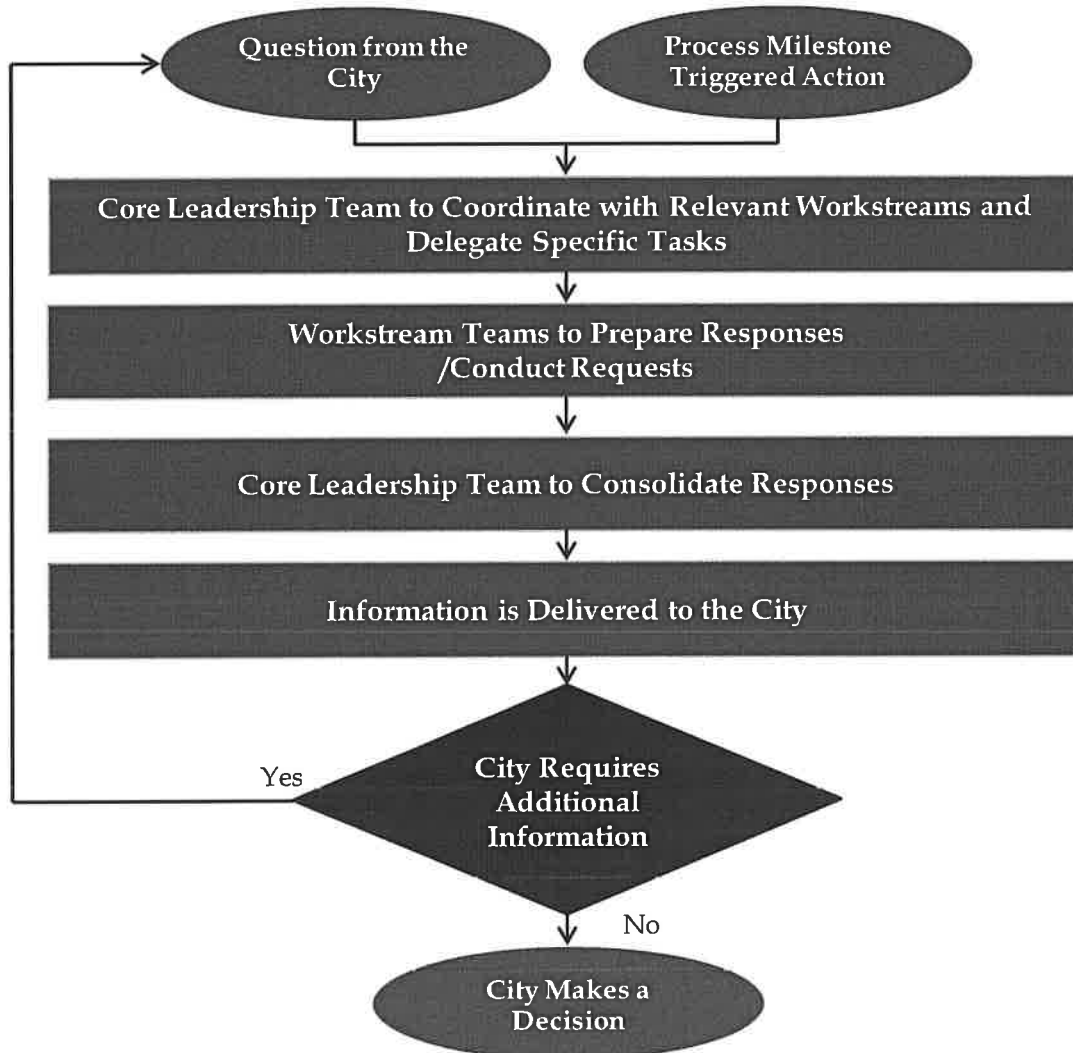 Question from the
City
Process Milestone
Triggered Action
Core Leadership Team to Coordinate with Relevant Workstreams and
Delegate Specific Tasks
Workstream Teams to Prepare Responses
/Conduct Requests
Core Leadership Team to Consolidate Responses
Information is Delivered to the City
Yes
City Requires
Additional
Information
No
City Makes a
Decision